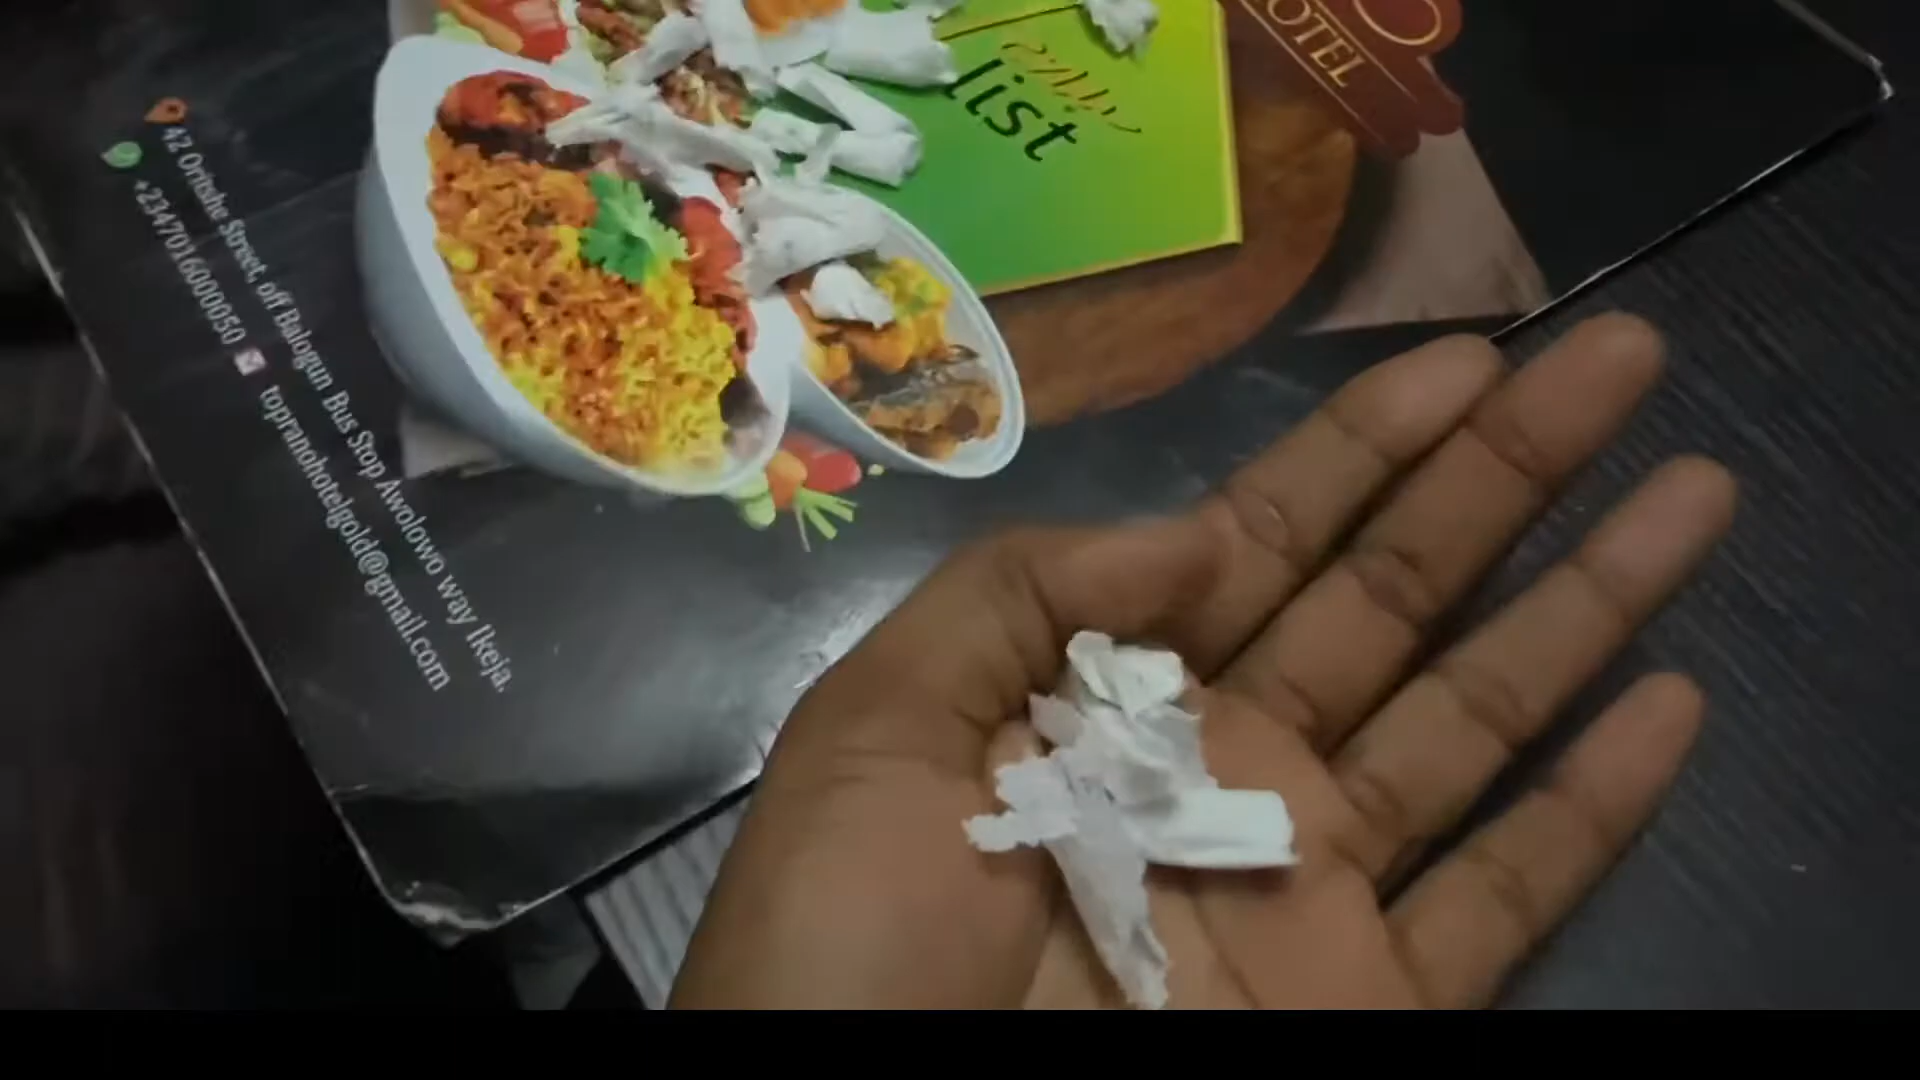 HOTEL
list
42 Oritshe Street, off Balogun Bus Stop Awolowo way Ikeja.
+2347016000050 topranohotelgold@gmail.com